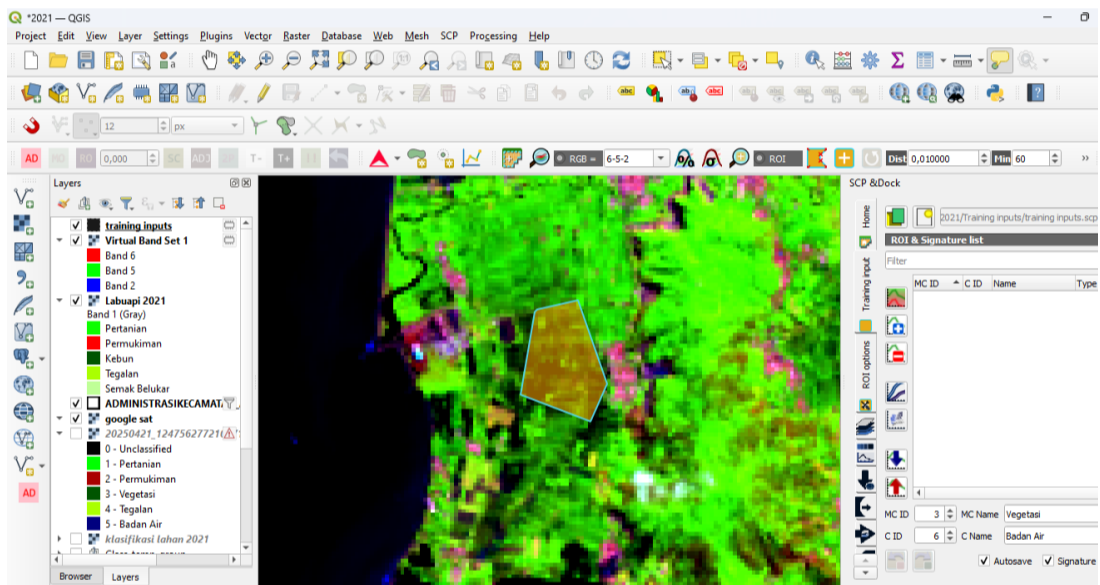 *2021 — QGIS
Project Edit View Layer Settings Plugins Vector Raster Database Web Mesh SCP Processing Help
12 px
AD RO 0,000 SC ADJ T- T+ RGB = 6-5-2 ROI Dist 0,010000 Min 60 »
Layers
training inputs
Virtual Band Set 1
Band 6
Band 5
Band 2
Labuapi 2021
Band 1 (Gray)
Pertanian
Permukiman
Kebun
Tegalan
Semak Belukar
ADMINISTRASIKECAMAT
google sat
0 - Unclassified
1 - Pertanian
2 - Permukiman
3 - Vegetasi
4 - Tegalan
5 - Badan Air
klasifikasi lahan 2021
Browser Layers
AD
SCP &Dock
Home
Training input
ROI options
2021/Training inputs/training inputs.scp
ROI & Signature list
Filter
MC ID C ID Name Type
MC ID 3 MC Name Vegetasi
C ID 6 C Name Badan Air
Autosave Signature